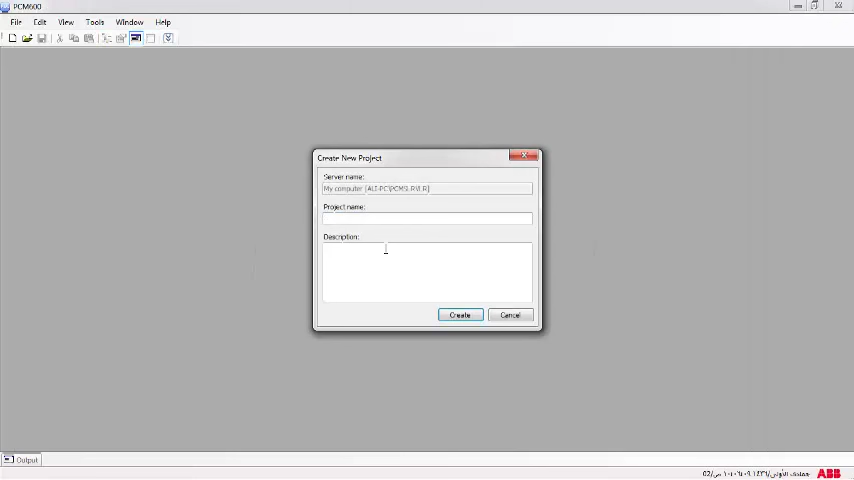 PCM600
File Edit View Tools Window Help
Create New Project
Server name:
Project name:
Description:
Create Cancel
Output
ABB